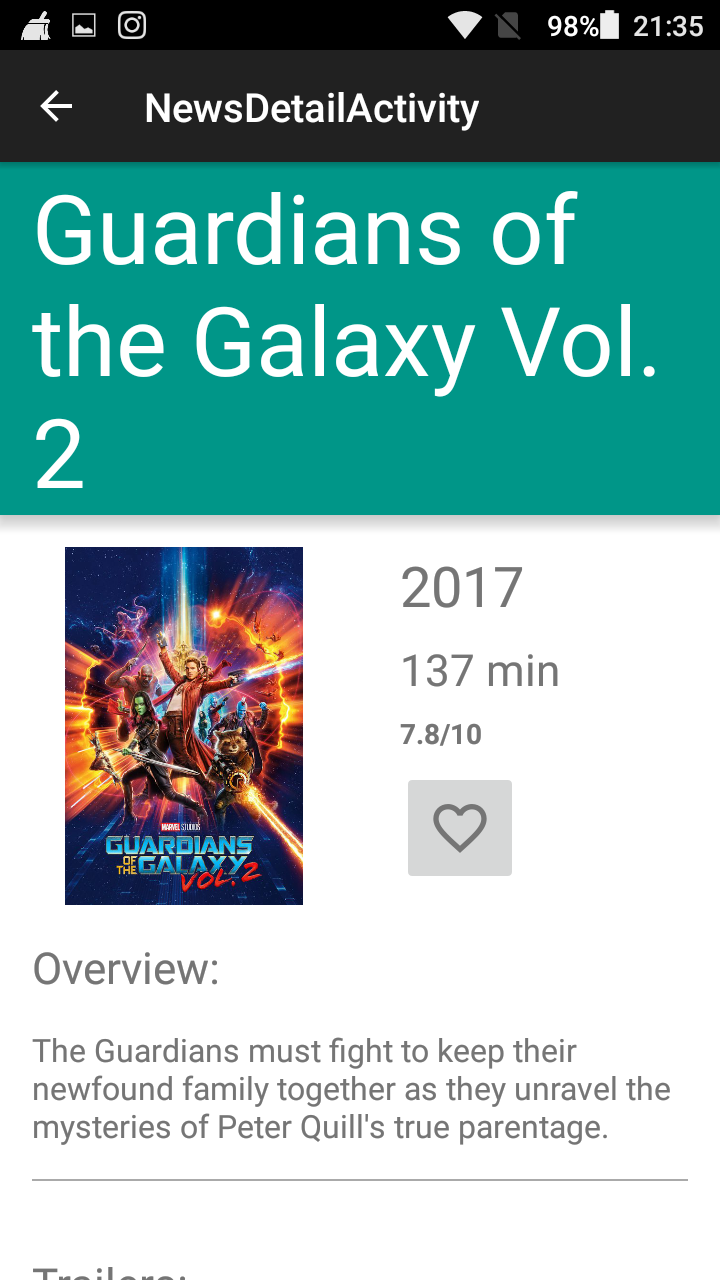 98% 21:35
NewsDetailActivity
Guardians of
the Galaxy Vol.
2
2017
137 min
7.8/10
MARVEL STUDIOS
GUARDIANS
OF THE GALAXY
VOL. 2
Overview:
The Guardians must fight to keep their
newfound family together as they unravel the
mysteries of Peter Quill's true parentage.
Trailers: